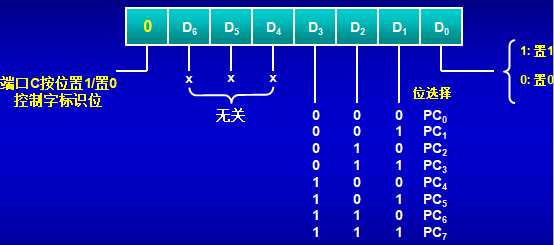 0 D6 D5 D4 D3 D2 D1 D0
1: 置1
0: 置0
端口C按位置1/置0
控制字标识位
x x x
无关
位选择
0 0 0 PC0
0 0 1 PC1
0 1 0 PC2
0 1 1 PC3
1 0 0 PC4
1 0 1 PC5
1 1 0 PC6
1 1 1 PC7